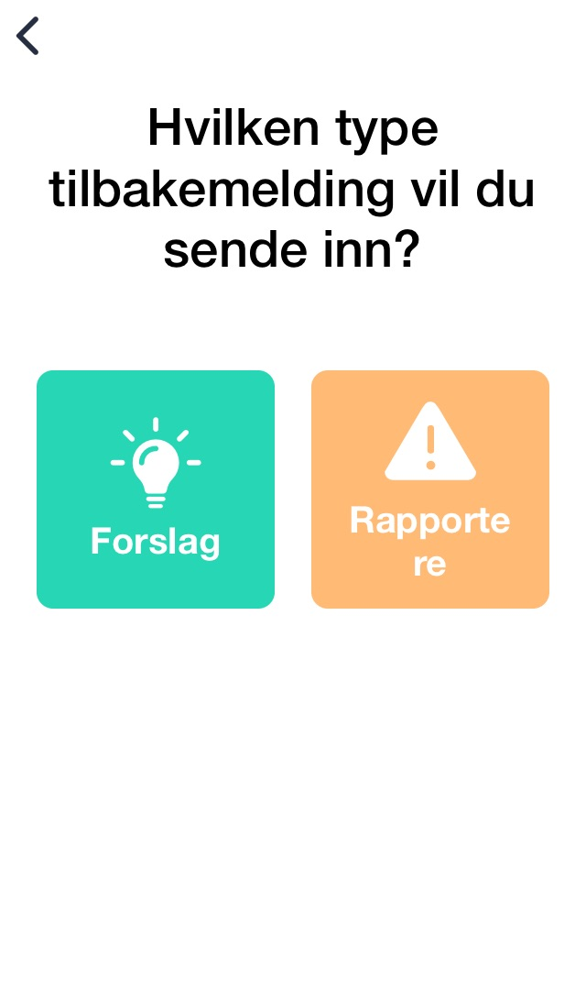 Hvilken type
tilbakemelding vil du
sende inn?
Forslag
Rapporte
re